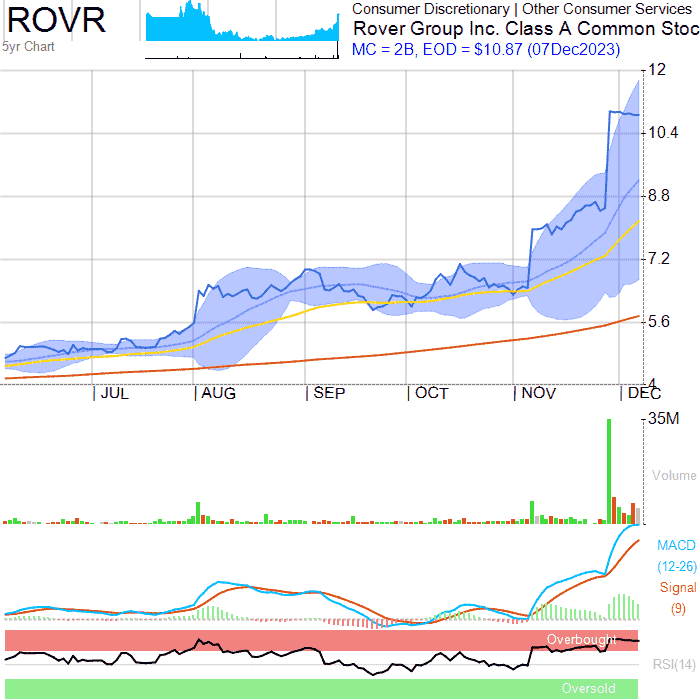 ROVR
5yr Chart
Consumer Discretionary | Other Consumer Services
Rover Group Inc. Class A Common Stoc
MC = 2B, EOD = $10.87 (07Dec2023)
12
10.4
8.8
7.2
5.6
4
JUL
AUG
SEP
OCT
NOV
DEC
35M
Volume
MACD
(12-26)
Signal
(9)
Overbought
RSI(14)
Oversold